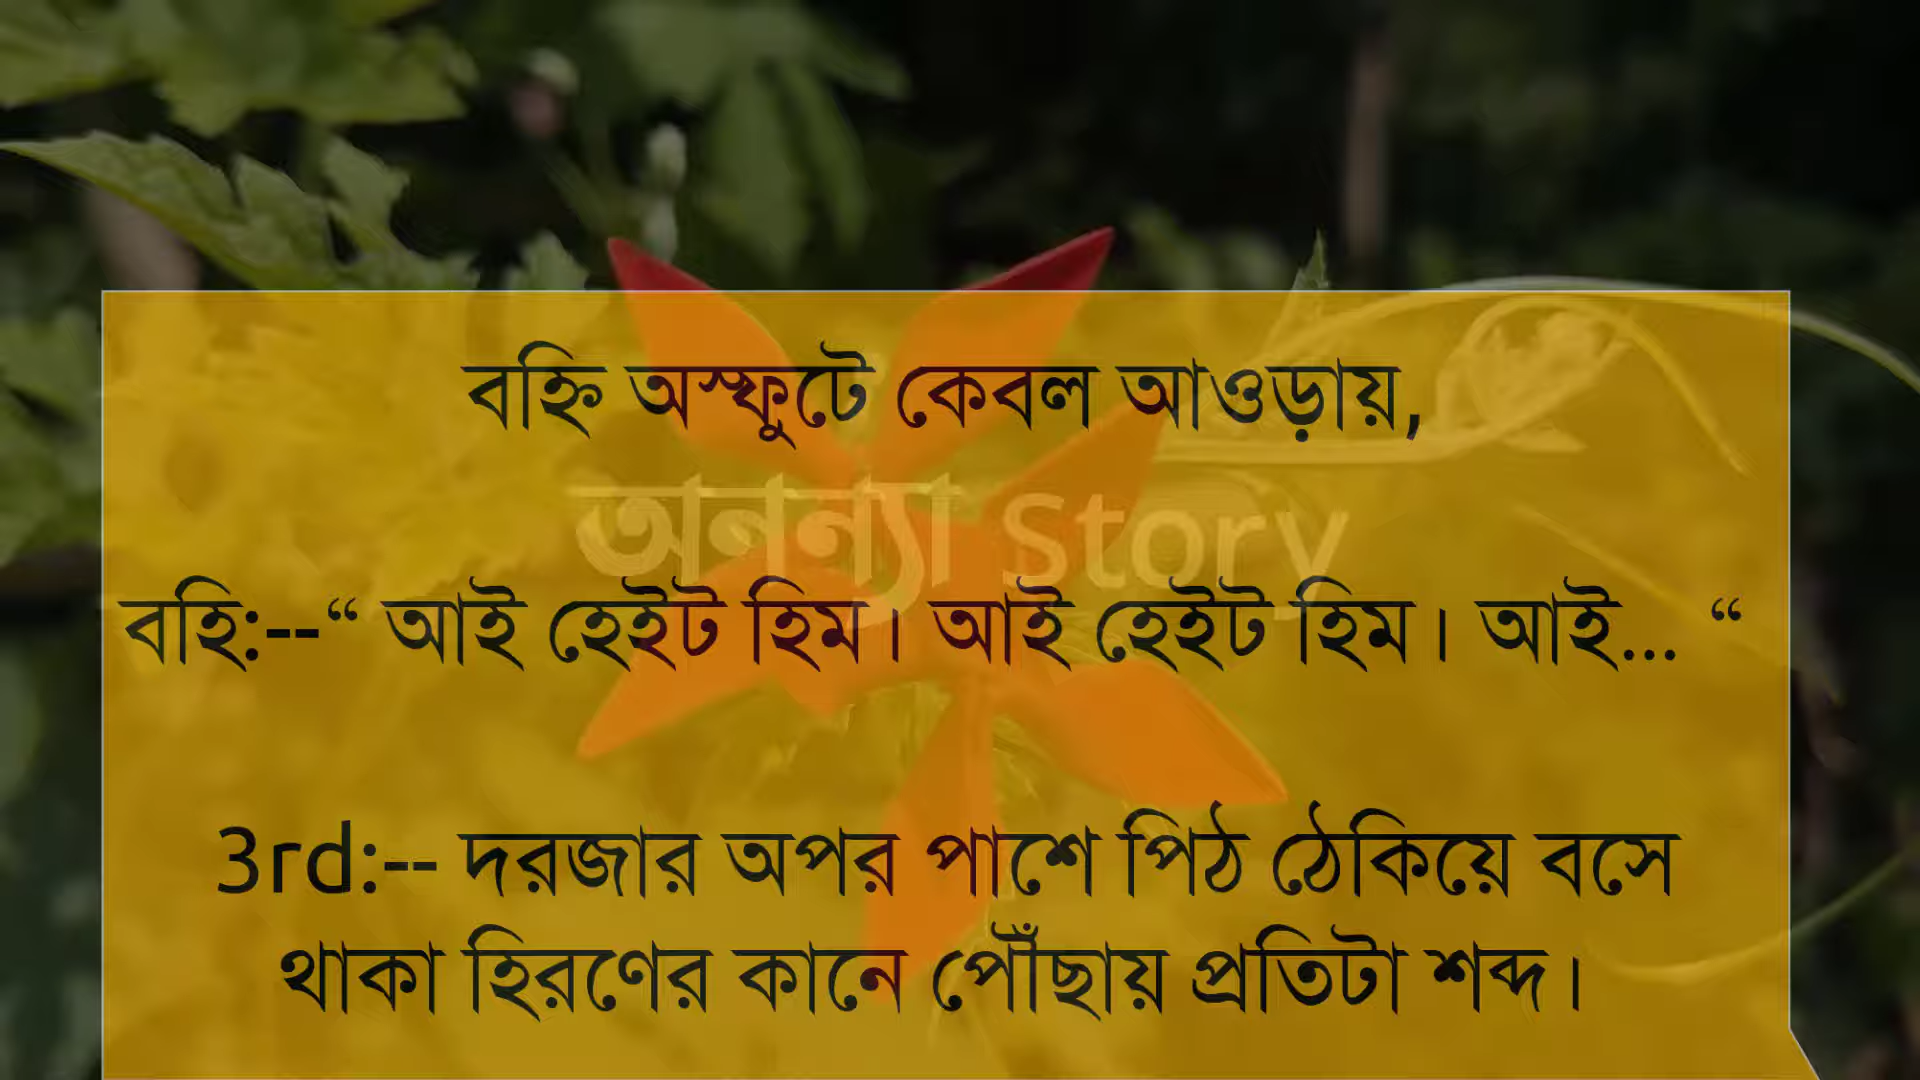 বহ্নি অস্ফুটে কেবল আওড়ায়,
অনন্যা Story
বহি:--“ আই হেইট হিম। আই হেইট হিম। আই... “
3rd:-- দরজার অপর পাশে পিঠ ঠেকিয়ে বসে
থাকা হিরণের কানে পৌঁছায় প্রতিটা শব্দ।